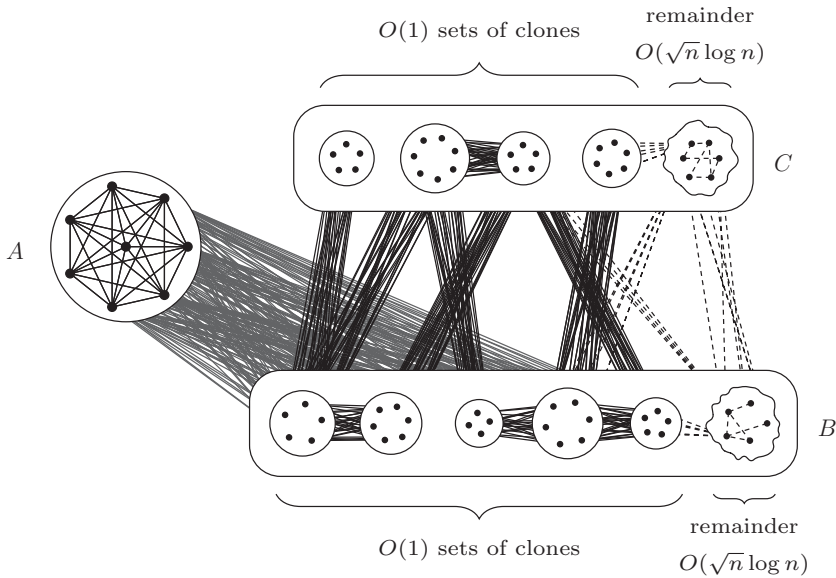 O(1) sets of clones
remainder
O(√n log n)
C
A
B
O(1) sets of clones
remainder
O(√n log n)